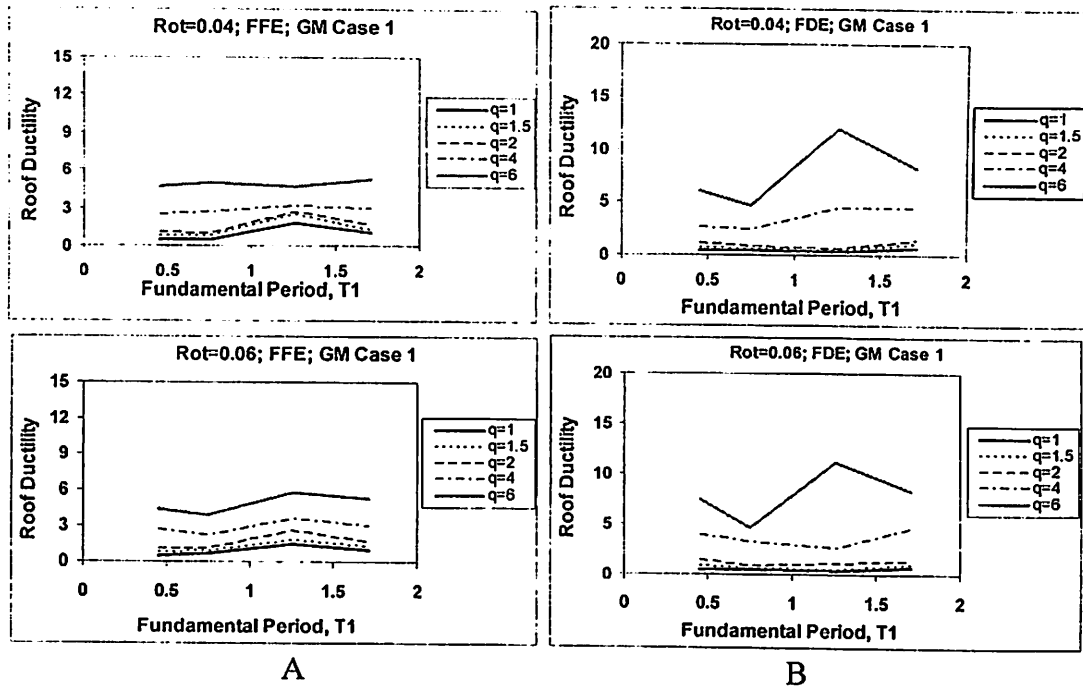 Rot=0.04; FFE; GM Case 1
15
12
9
6
3
0
Roof Ductility
0 0.5 1 1.5 2
Fundamental Period, T1
q=1
q=1.5
q=2
q=4
q=6
Rot=0.04; FDE; GM Case 1
20
15
10
5
0
Roof Ductility
0 0.5 1 1.5 2
Fundamental Period, T1
q=1
q=1.5
q=2
q=4
q=6
Rot=0.06; FFE; GM Case 1
15
12
9
6
3
0
Roof Ductility
0 0.5 1 1.5 2
Fundamental Period, T1
q=1
q=1.5
q=2
q=4
q=6
Rot=0.06; FDE; GM Case 1
20
15
10
5
0
Roof Ductility
0 0.5 1 1.5 2
Fundamental Period, T1
q=1
q=1.5
q=2
q=4
q=6
A
B